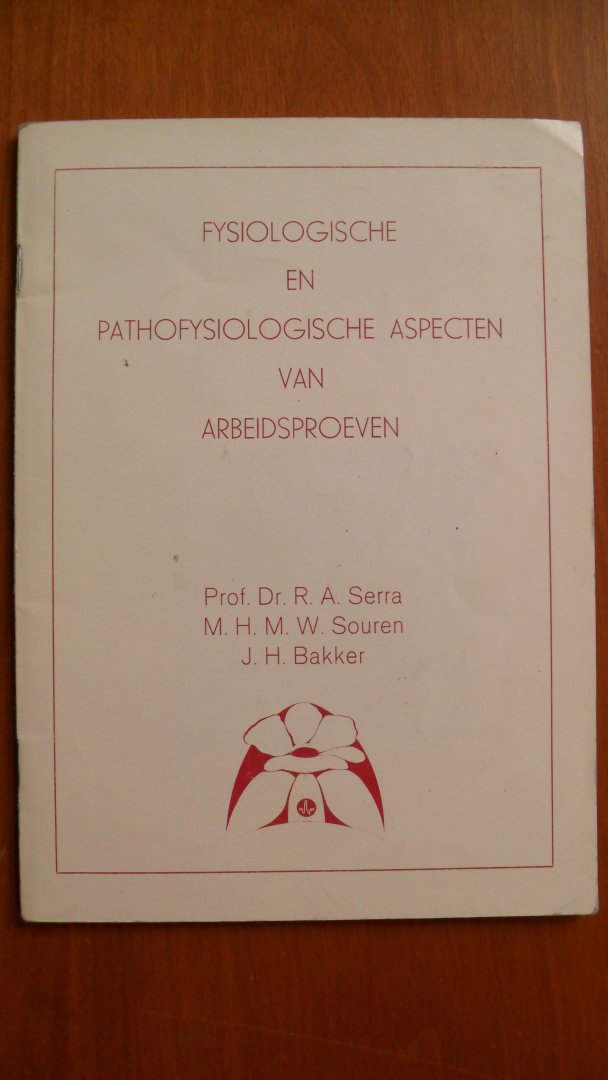 FYSIOLOGISCHE
EN
PATHOFYSIOLOGISCHE ASPECTEN
VAN
ARBEIDSPROEVEN
Prof. Dr. R. A. Serra
M. H. M. W. Souren
J. H. Bakker